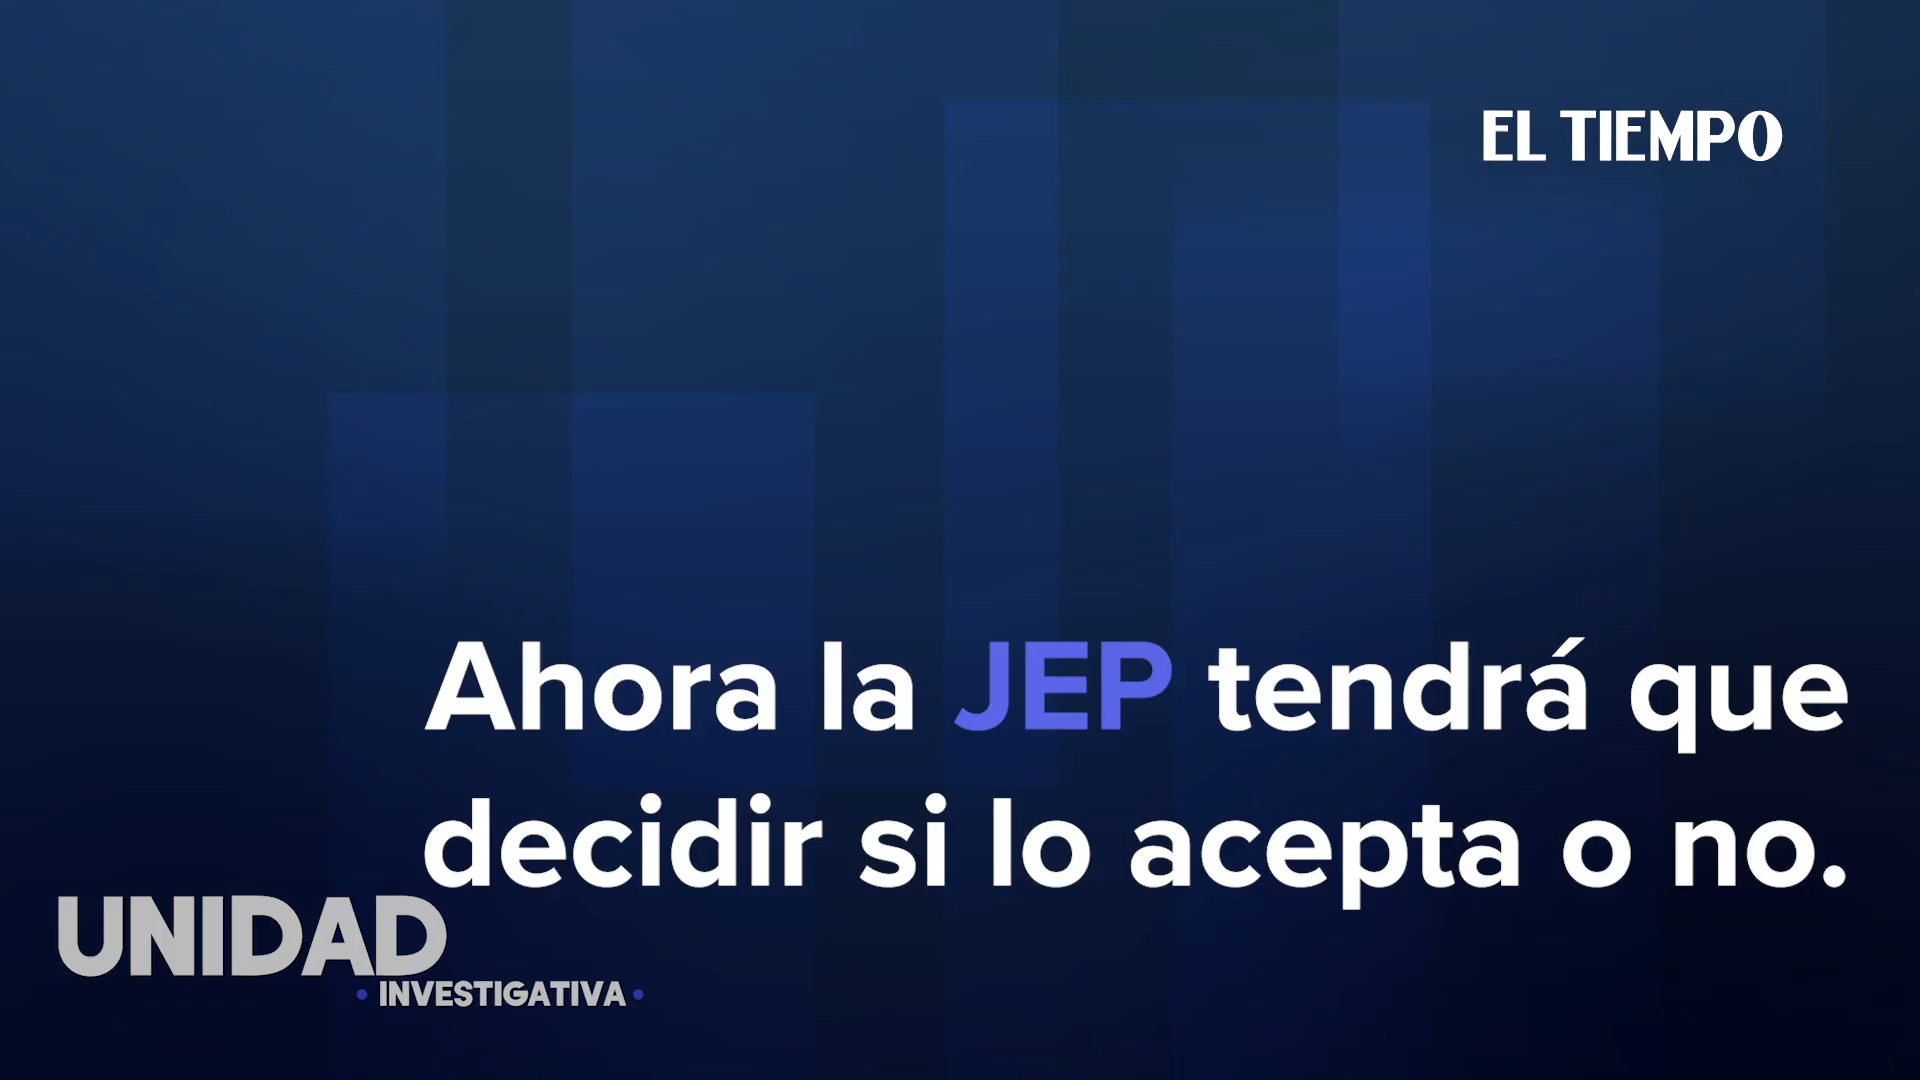 EL TIEMPO
Ahora la JEP tendrá que
decidir si lo acepta o no.
UNIDAD
• INVESTIGATIVA •